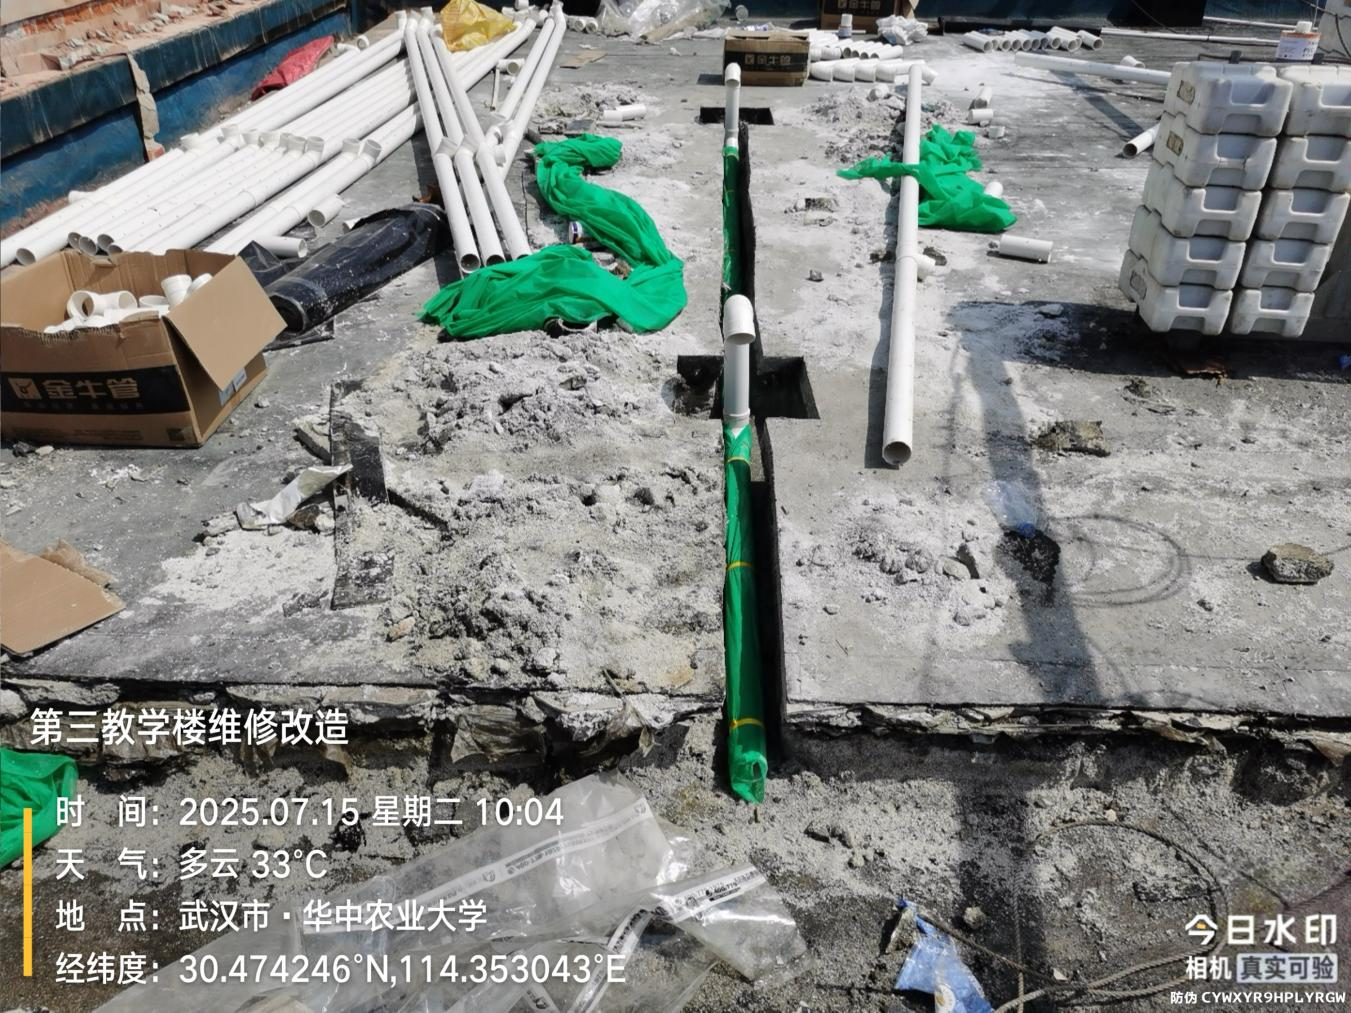 金牛管
金牛管
第三教学楼维修改造
时 间：2025.07.15 星期二 10:04
天 气：多云 33°C
地 点：武汉市·华中农业大学
经纬度：30.474246°N,114.353043°E
今日水印
相机 真实可验
防伪 CYWXYR9HPLYRGW